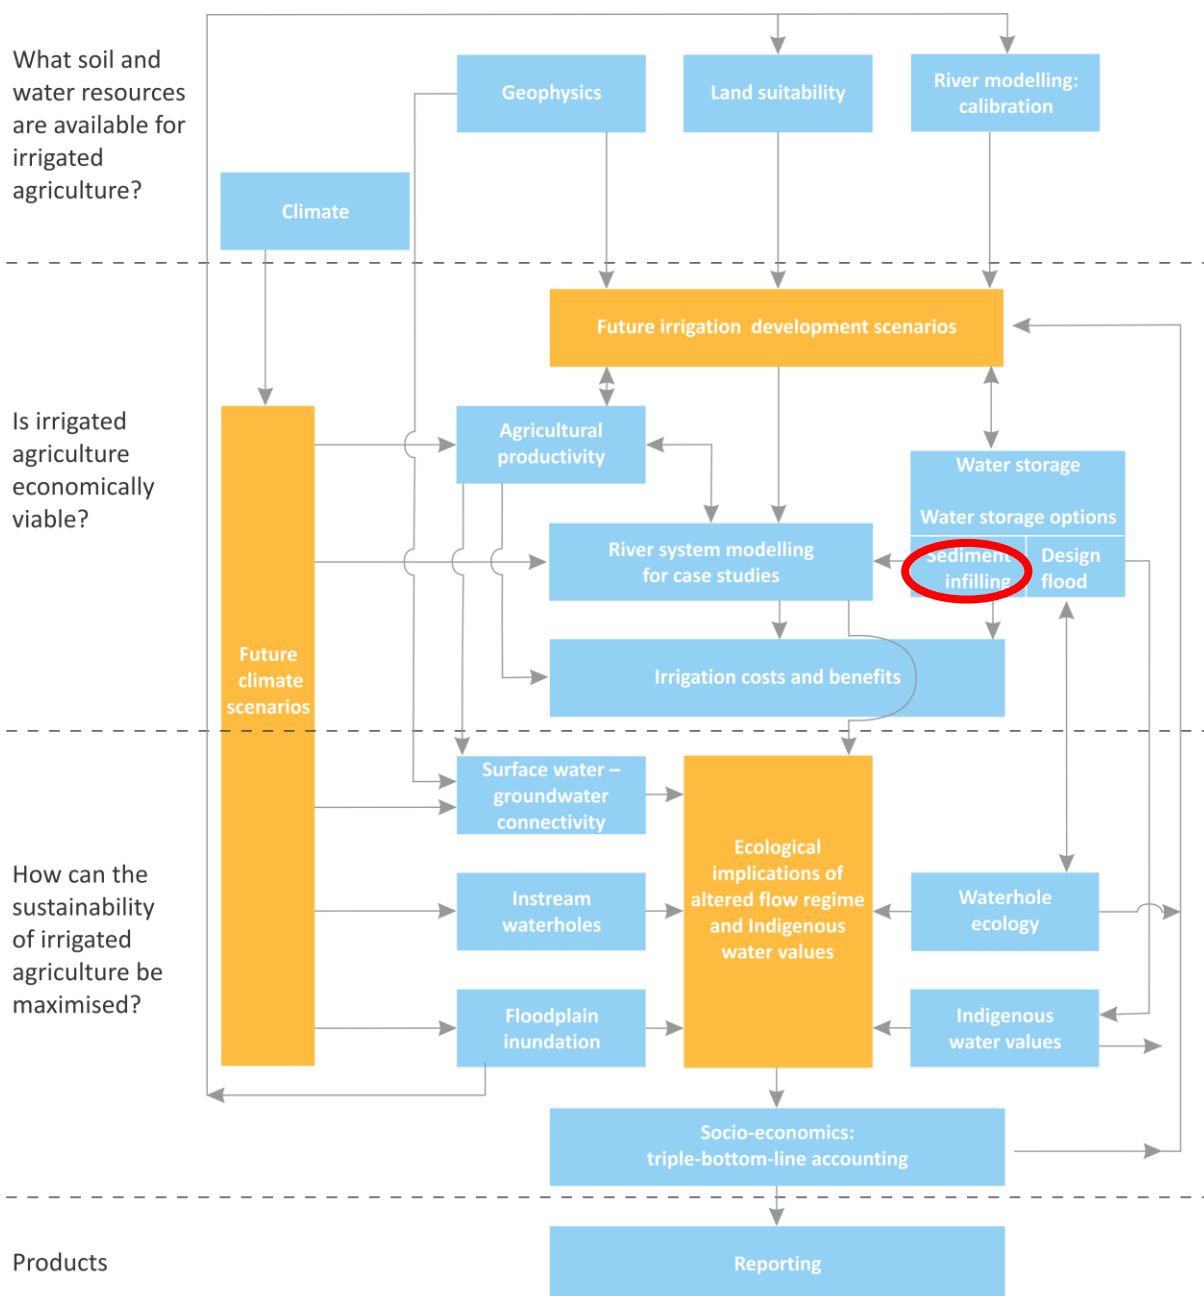 What soil and
water resources
are available for
irrigated
agriculture?
Geophysics
Land suitability
River modelling:
calibration
Climate
Future irrigation development scenarios
Is irrigated
agriculture
economically
viable?
Agricultural
productivity
Water storage
Water storage options
Sediment
infilling
Design
flood
River system modelling
for case studies
Irrigation costs and benefits
Future
climate
scenarios
How can the
sustainability
of irrigated
agriculture be
maximised?
Surface water –
groundwater
connectivity
Ecological
implications of
altered flow regime
and Indigenous
water values
Instream
waterholes
Waterhole
ecology
Floodplain
inundation
Indigenous
water values
Socio-economics:
triple-bottom-line accounting
Products
Reporting